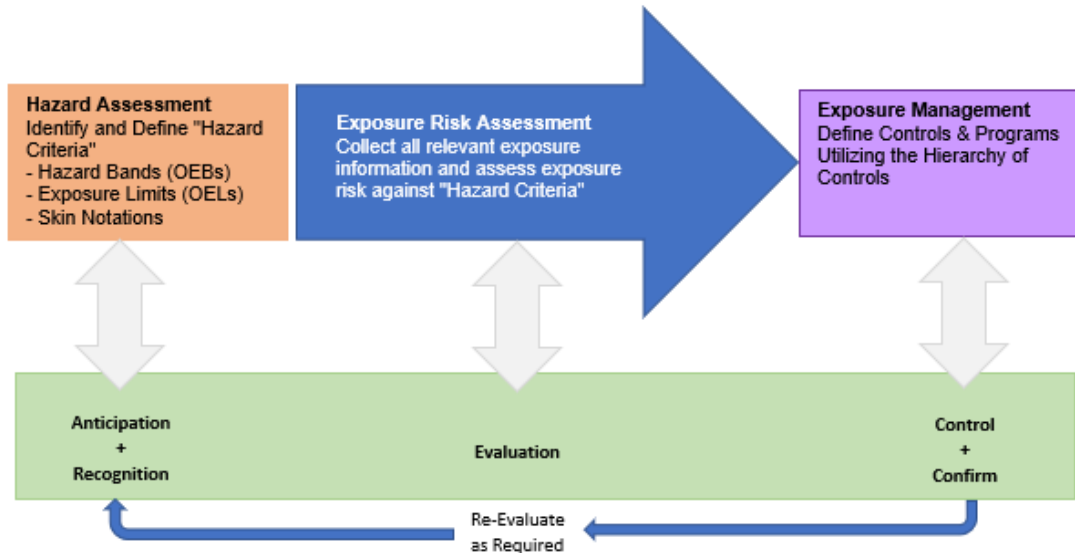 Hazard Assessment
Identify and Define "Hazard
Criteria"
- Hazard Bands (OEBs)
- Exposure Limits (OELs)
- Skin Notations
Exposure Risk Assessment
Collect all relevant exposure
information and assess exposure
risk against "Hazard Criteria"
Exposure Management
Define Controls & Programs
Utilizing the Hierarchy of
Controls
Anticipation
+
Recognition
Evaluation
Control
+
Confirm
Re-Evaluate
as Required